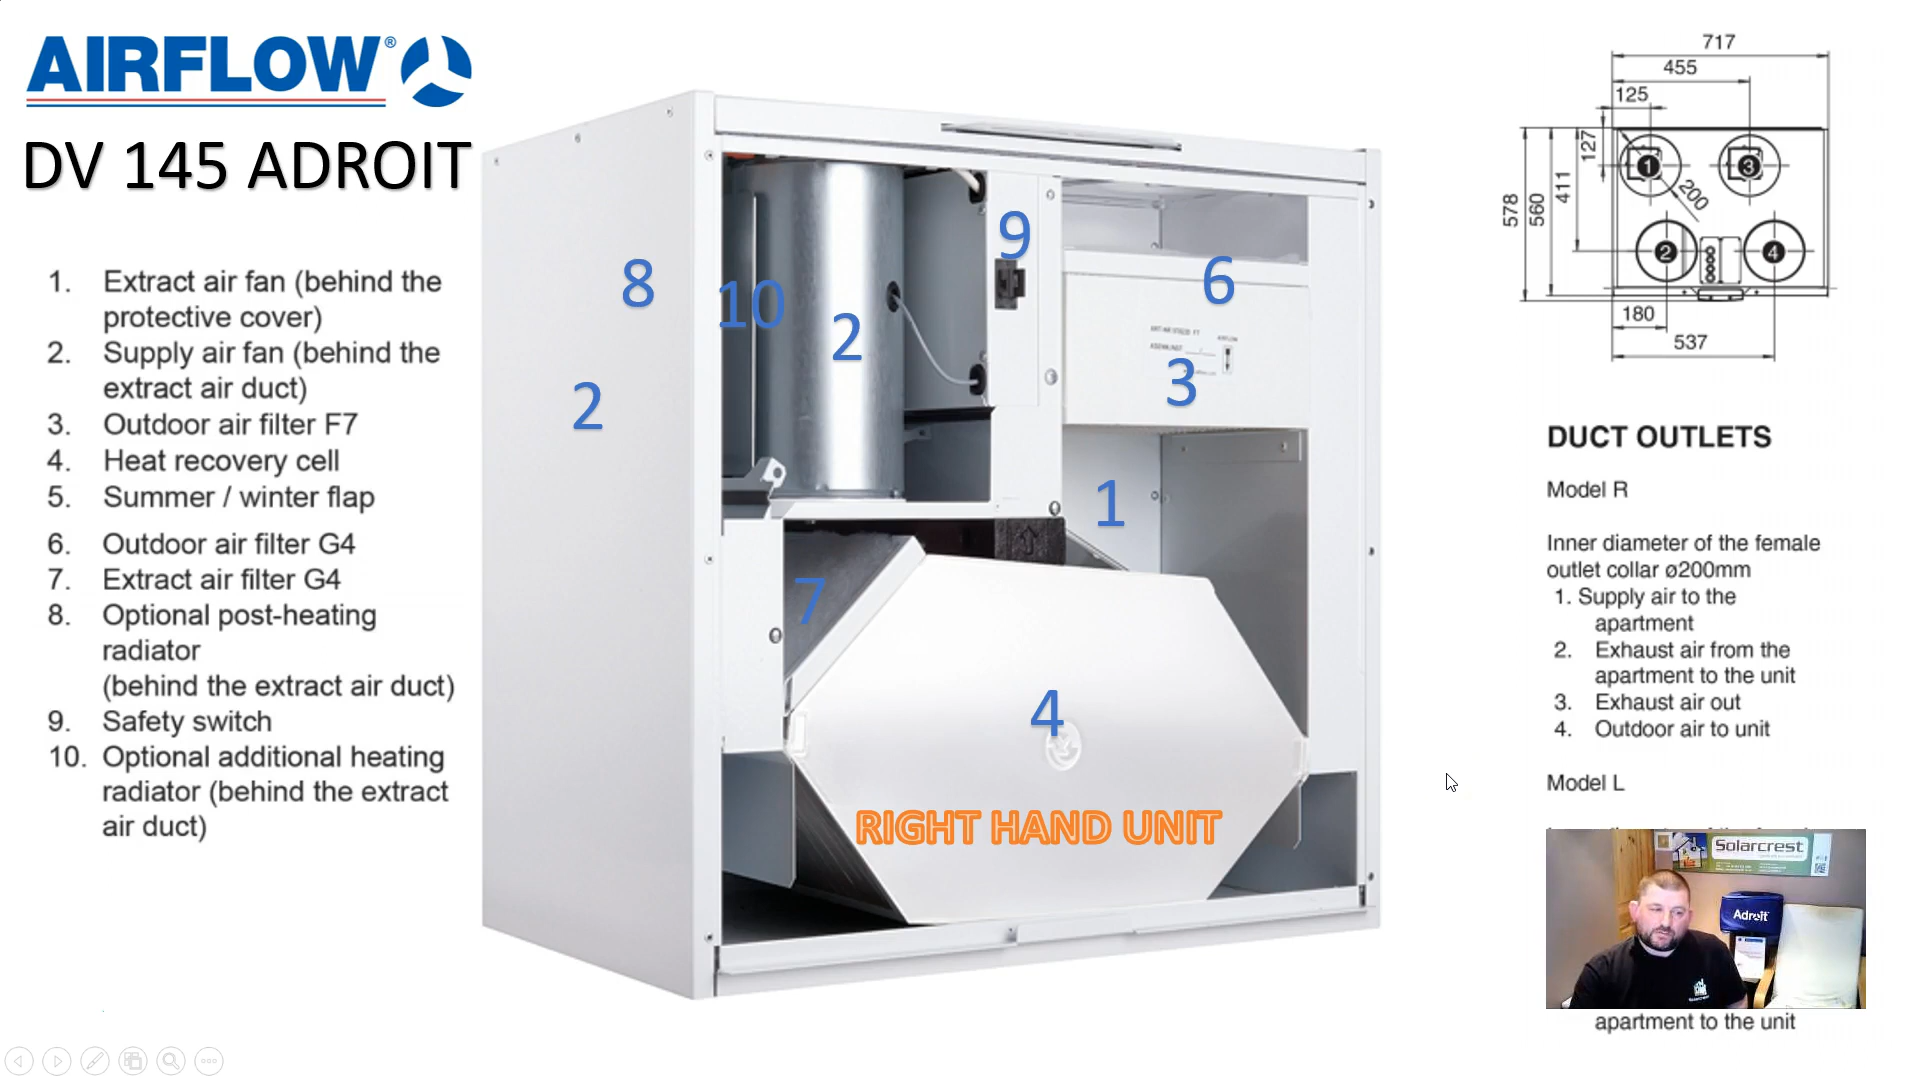 AIRFLOW®
DV 145 ADROIT
1. Extract air fan (behind the
protective cover)
2. Supply air fan (behind the
extract air duct)
3. Outdoor air filter F7
4. Heat recovery cell
5. Summer / winter flap
6. Outdoor air filter G4
7. Extract air filter G4
8. Optional post-heating
radiator
(behind the extract air duct)
9. Safety switch
10. Optional additional heating
radiator (behind the extract
air duct)
8
2
10
2
9
6
3
1
7
4
RIGHT HAND UNIT
AIRFLOW
717
455
125
127
411
560
578
200
1
3
2
4
180
537
DUCT OUTLETS
Model R
Inner diameter of the female
outlet collar ø200mm
1. Supply air to the
apartment
2. Exhaust air from the
apartment to the unit
3. Exhaust air out
4. Outdoor air to unit
Model L
Solarcrest
Adroit
apartment to the unit